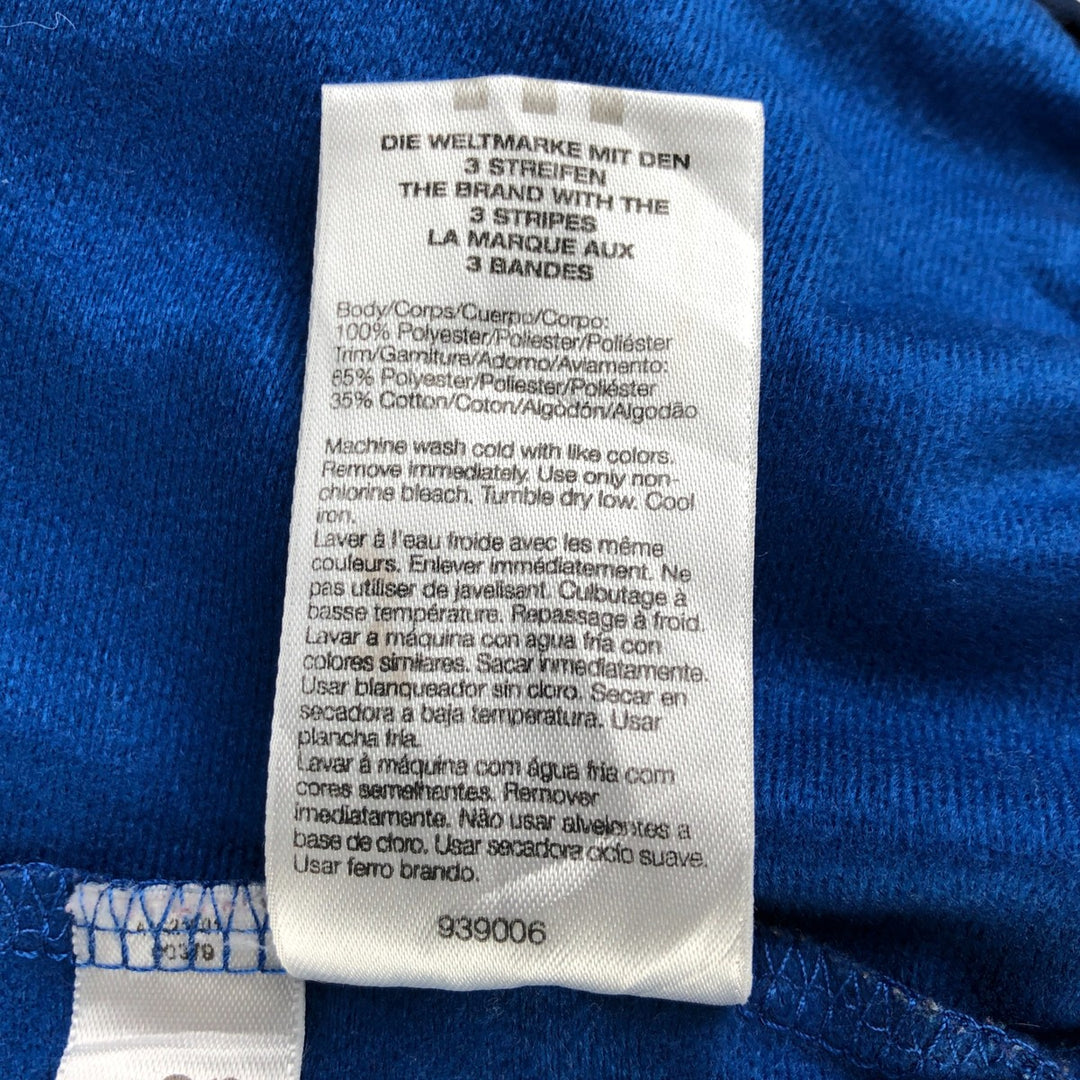 DIE WELTMARKE MIT DEN
3 STREIFEN
THE BRAND WITH THE
3 STRIPES
LA MARQUE AUX
3 BANDES
Body/Corps/Cuerpo/Corpo:
100% Polyester/Poliester/Poliéster
Trim/Garniture/Adorno/Aviamento:
65% Polyester/Poliester/Poliéster
35% Cotton/Coton/Algodón/Algodão
Machine wash cold with like colors.
Remove immediately. Use only non-
chlorine bleach. Tumble dry low. Cool
iron.
Laver à l'eau froide avec les même
couleurs. Enlever immédiatement. Ne
pas utiliser de javelisant. Culbutage à
basse température. Repassage à froid.
Lavar a máquina con agua fría con
colores similares. Sacar inmediatamente.
Usar blanqueador sin cloro. Secar en
secadora a baja temperatura. Usar
plancha fría.
Lavar à máquina com água fria com
cores semelhantes. Remover
imediatamente. Não usar alvejantes a
base de cloro. Usar secadora ciclo suave.
Usar ferro brando.
939006